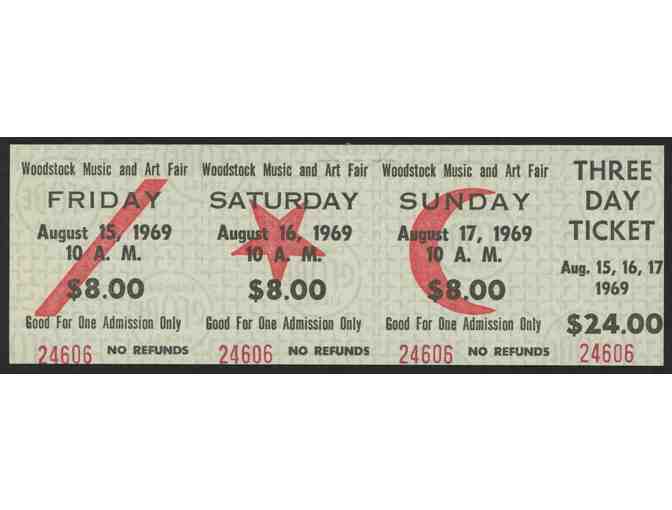 Woodstock Music and Art Fair
FRIDAY
August 15, 1969
10 A. M.
$8.00
Good For One Admission Only
24606 NO REFUNDS
Woodstock Music and Art Fair
SATURDAY
August 16, 1969
10 A. M.
$8.00
Good For One Admission Only
24606 NO REFUNDS
Woodstock Music and Art Fair
SUNDAY
August 17, 1969
10 A. M.
$8.00
Good For One Admission Only
24606 NO REFUNDS
THREE
DAY
TICKET
Aug. 15, 16, 17
1969
$24.00
24606